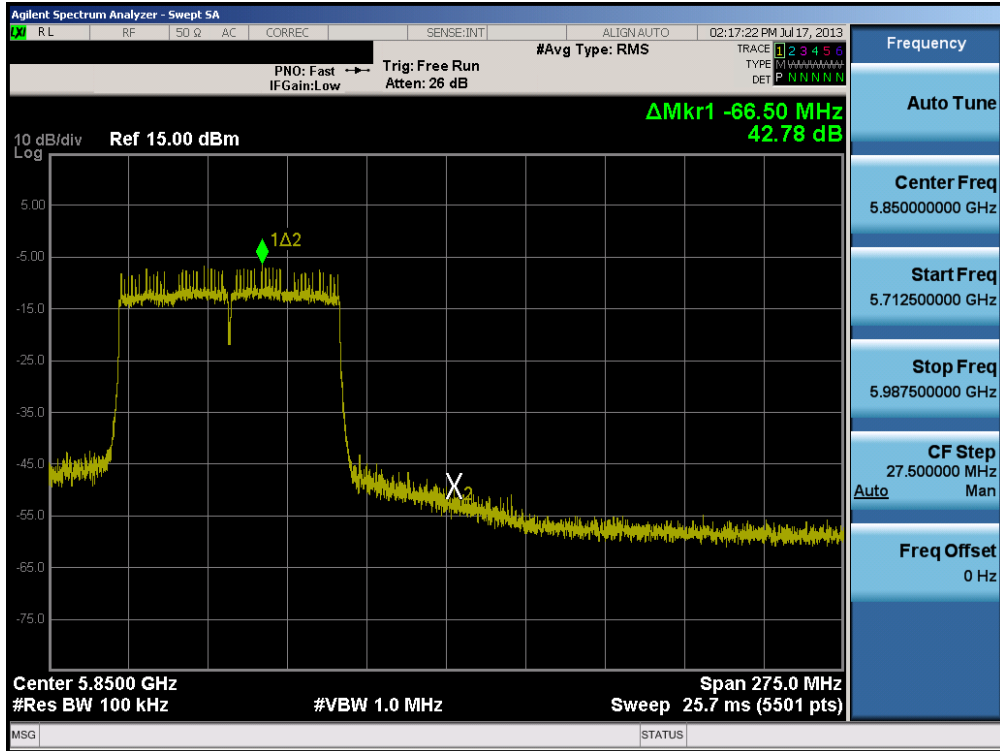 Agilent Spectrum Analyzer - Swept SA
LXI RL RF 50 Ω AC CORREC SENSE:INT ALIGN AUTO 02:17:22 PM Jul 17, 2013
#Avg Type: RMS TRACE 1 2 3 4 5 6
PNO: Fast Trig: Free Run TYPE M WWWWW
IFGain:Low Atten: 26 dB DET P N N N N N
ΔMkr1 -66.50 MHz
42.78 dB
10 dB/div Ref 15.00 dBm
Log
5.00
1Δ2
-5.00
-15.0
-25.0
-35.0
-45.0
X2
-55.0
-65.0
-75.0
Center 5.8500 GHz Span 275.0 MHz
#Res BW 100 kHz #VBW 1.0 MHz Sweep 25.7 ms (5501 pts)
MSG STATUS
Frequency
Auto Tune
Center Freq
5.850000000 GHz
Start Freq
5.712500000 GHz
Stop Freq
5.987500000 GHz
CF Step
27.500000 MHz
Auto Man
Freq Offset
0 Hz